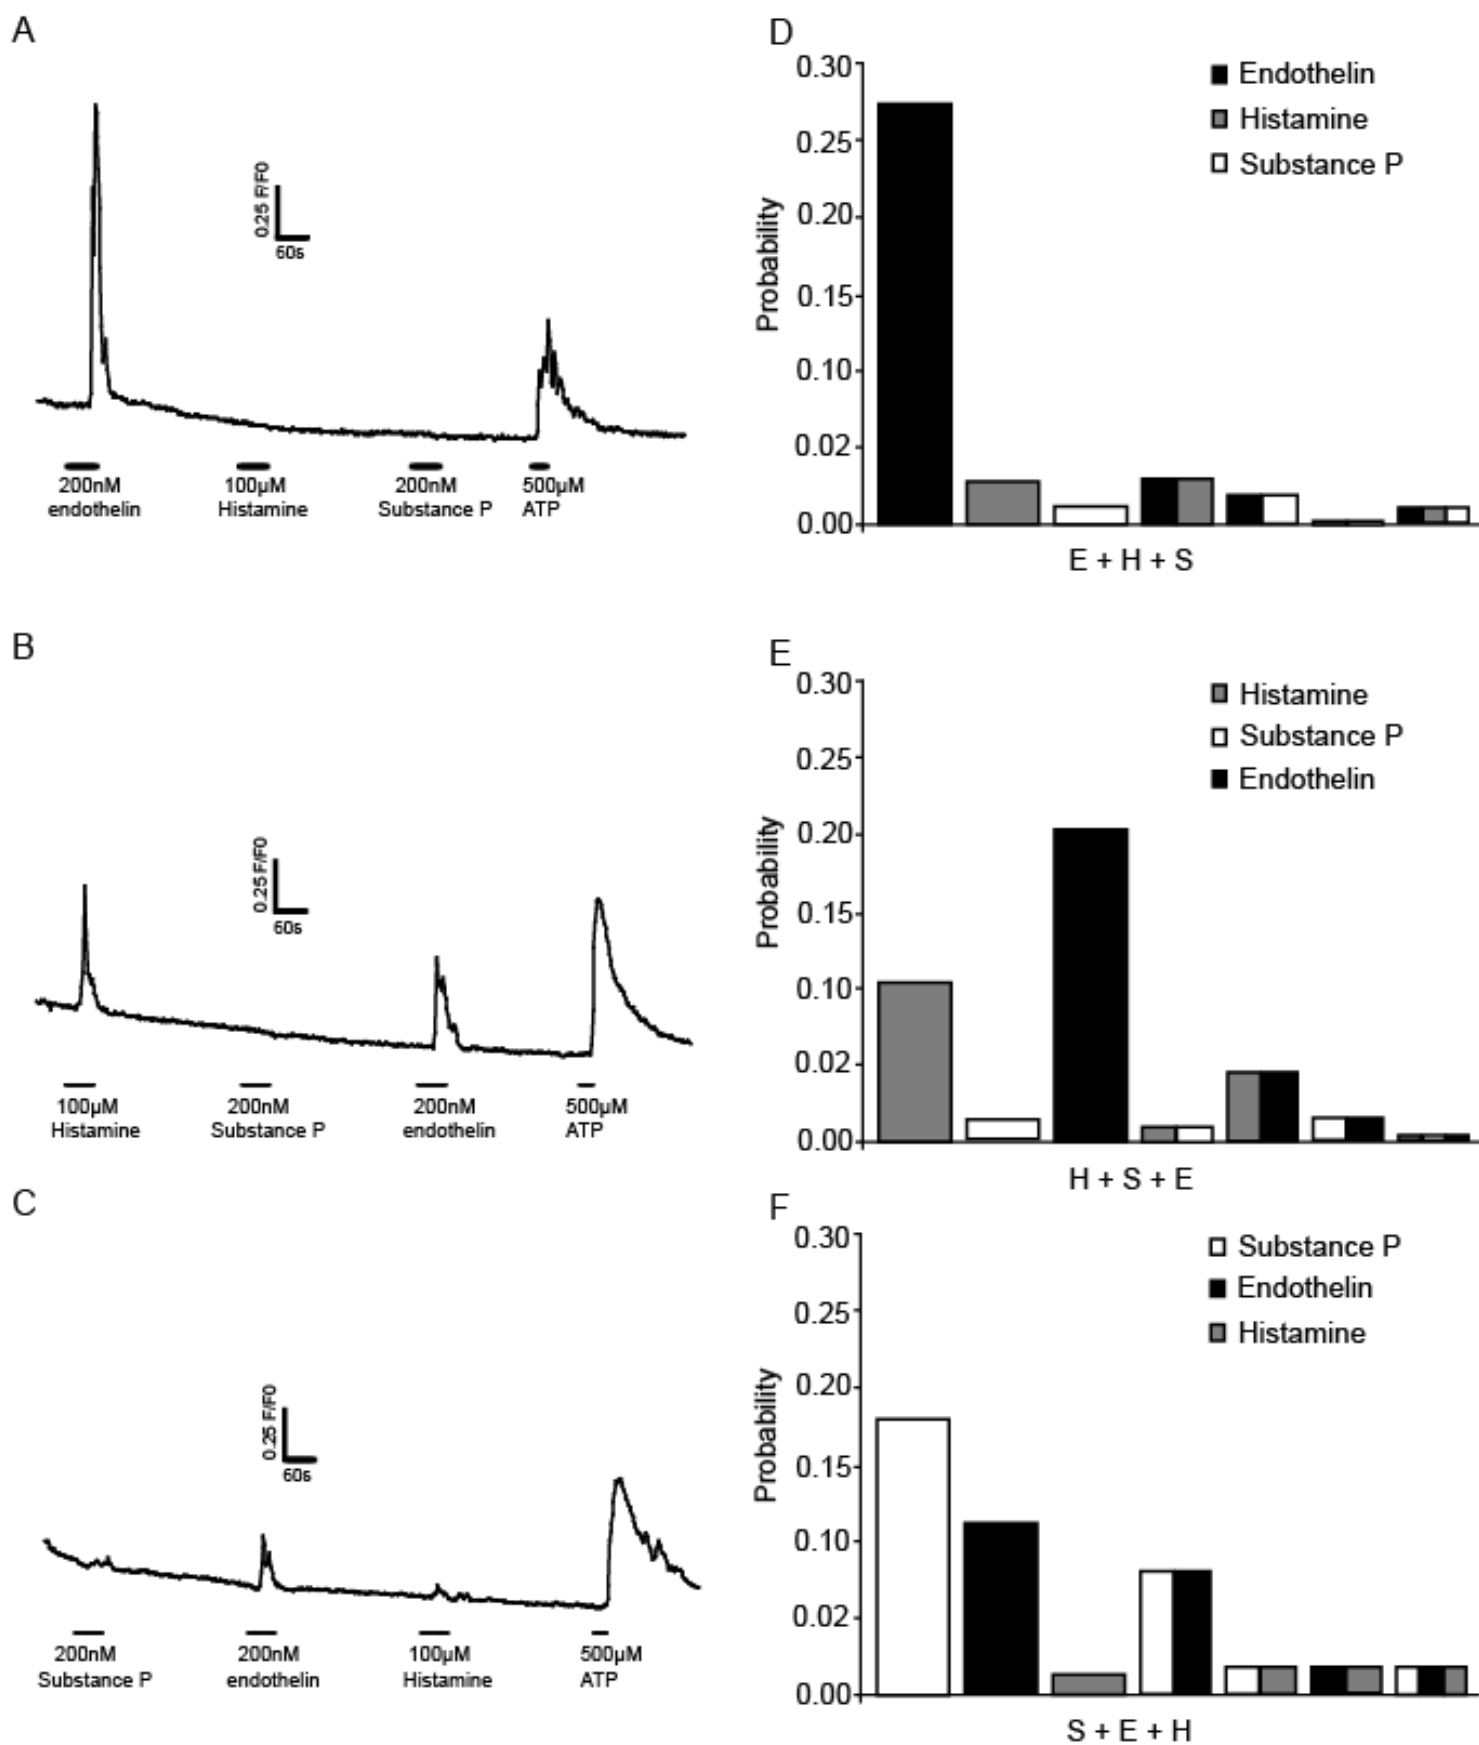 A
0.25 F/F0
60s
200nM
endothelin
100µM
Histamine
200nM
Substance P
500µM
ATP
D
Probability
0.30
0.25
0.20
0.15
0.10
0.02
0.00
Endothelin
Histamine
Substance P
E + H + S
B
0.25 F/F0
60s
100µM
Histamine
200nM
Substance P
200nM
endothelin
500µM
ATP
E
Probability
0.30
0.25
0.20
0.15
0.10
0.02
0.00
Histamine
Substance P
Endothelin
H + S + E
C
0.25 F/F0
60s
200nM
Substance P
200nM
endothelin
100µM
Histamine
500µM
ATP
F
Probability
0.30
0.25
0.20
0.15
0.10
0.02
0.00
Substance P
Endothelin
Histamine
S + E + H